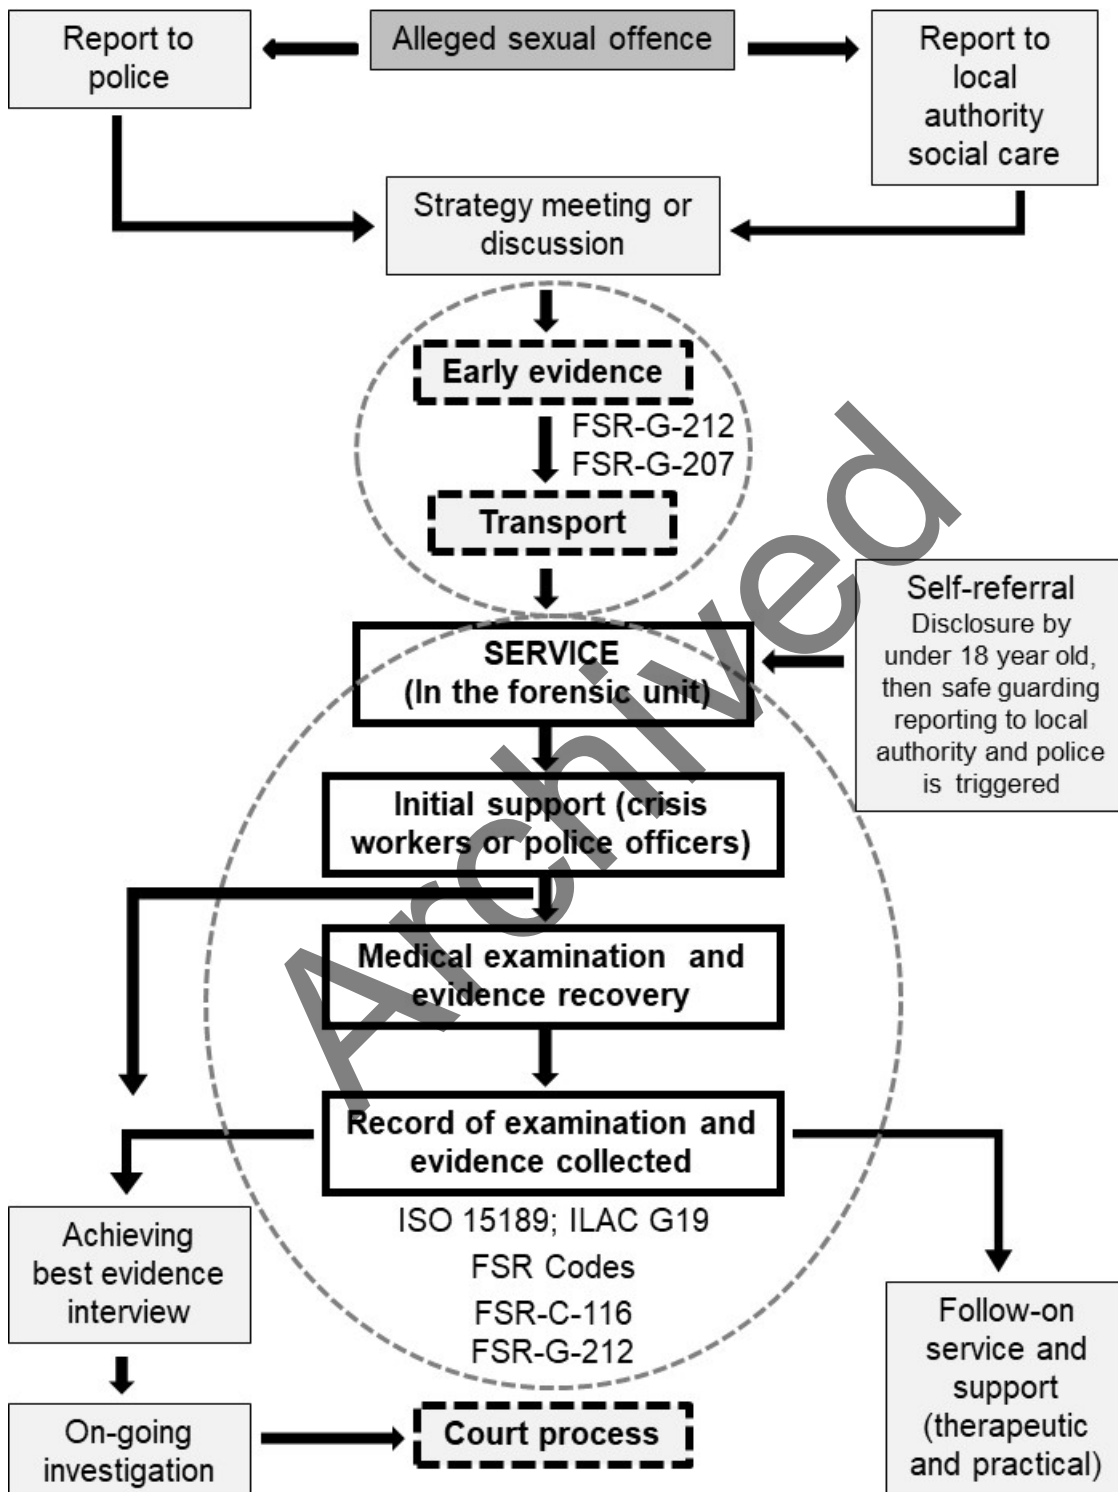 Report to
police
Alleged sexual offence
Report to
local
authority
social care
Strategy meeting or
discussion
Early evidence
FSR-G-212
FSR-G-207
Transport
Self-referral
Disclosure by
under 18 year old,
then safe guarding
reporting to local
authority and police
is triggered
SERVICE
(In the forensic unit)
Initial support (crisis
workers or police officers)
Medical examination and
evidence recovery
Record of examination and
evidence collected
ISO 15189; ILAC G19
FSR Codes
FSR-C-116
FSR-G-212
Achieving
best evidence
interview
Follow-on
service and
support
(therapeutic
and practical)
On-going
investigation
Court process
Archived